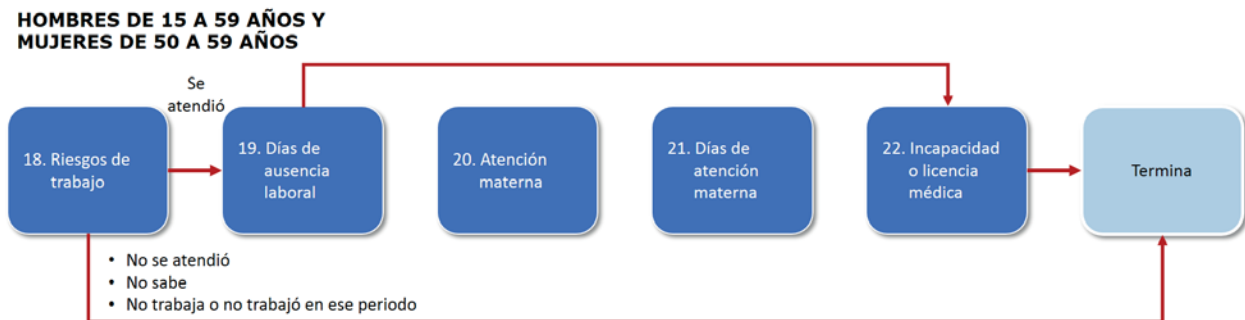 HOMBRES DE 15 A 59 AÑOS Y
MUJERES DE 50 A 59 AÑOS
Se
atendió
18. Riesgos de
trabajo
19. Días de
ausencia
laboral
20. Atención
materna
21. Días de
atención
materna
22. Incapacidad
o licencia
médica
Termina
• No se atendió
• No sabe
• No trabaja o no trabajó en ese periodo